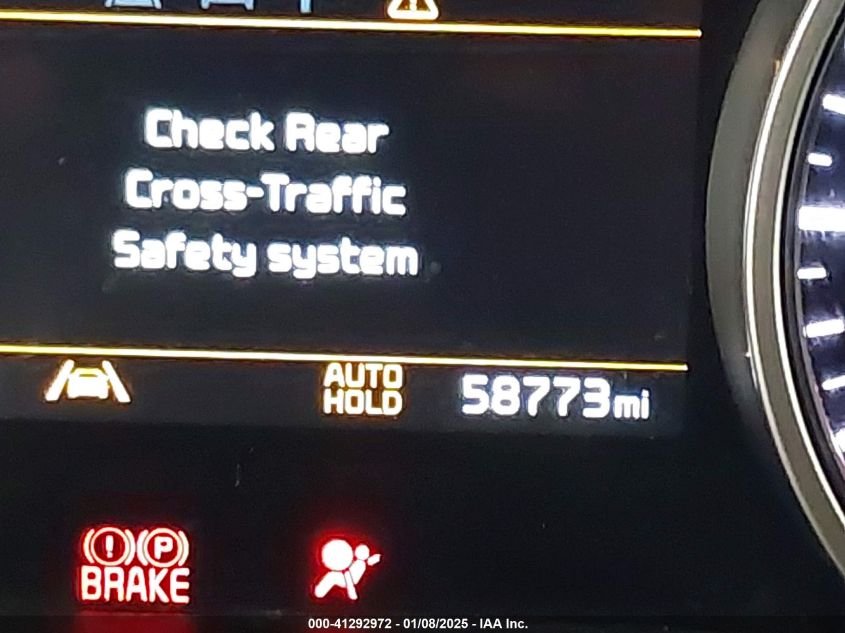 Check Rear
Cross-Traffic
Safety system
AUTO
HOLD
58773mi
! P
BRAKE
000-41292972 - 01/08/2025 - IAA Inc.